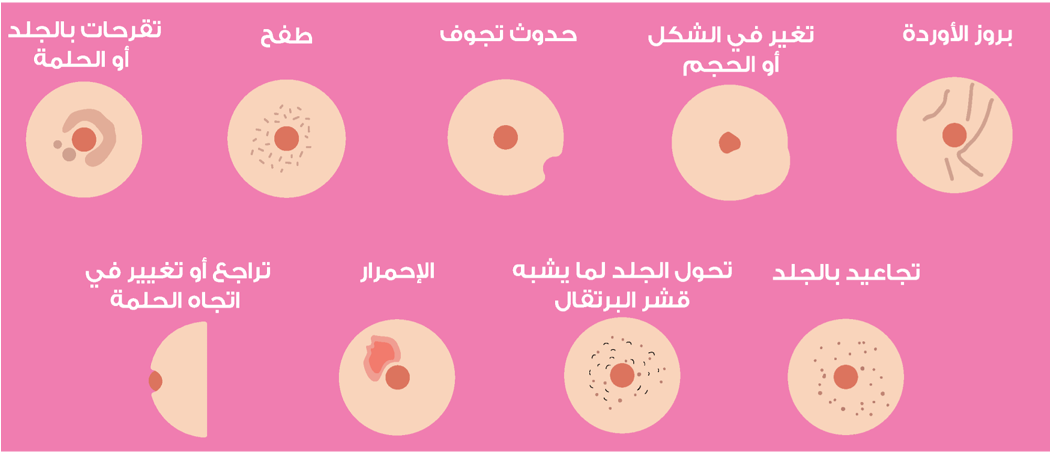 بروز الأوردة
تغير في الشكل
أو الحجم
حدوث تجوف
طفح
تقرحات بالجلد
أو الحلمة
تجاعيد بالجلد
تحول الجلد لما يشبه
قشر البرتقال
الإحمرار
تراجع أو تغيير في
اتجاه الحلمة